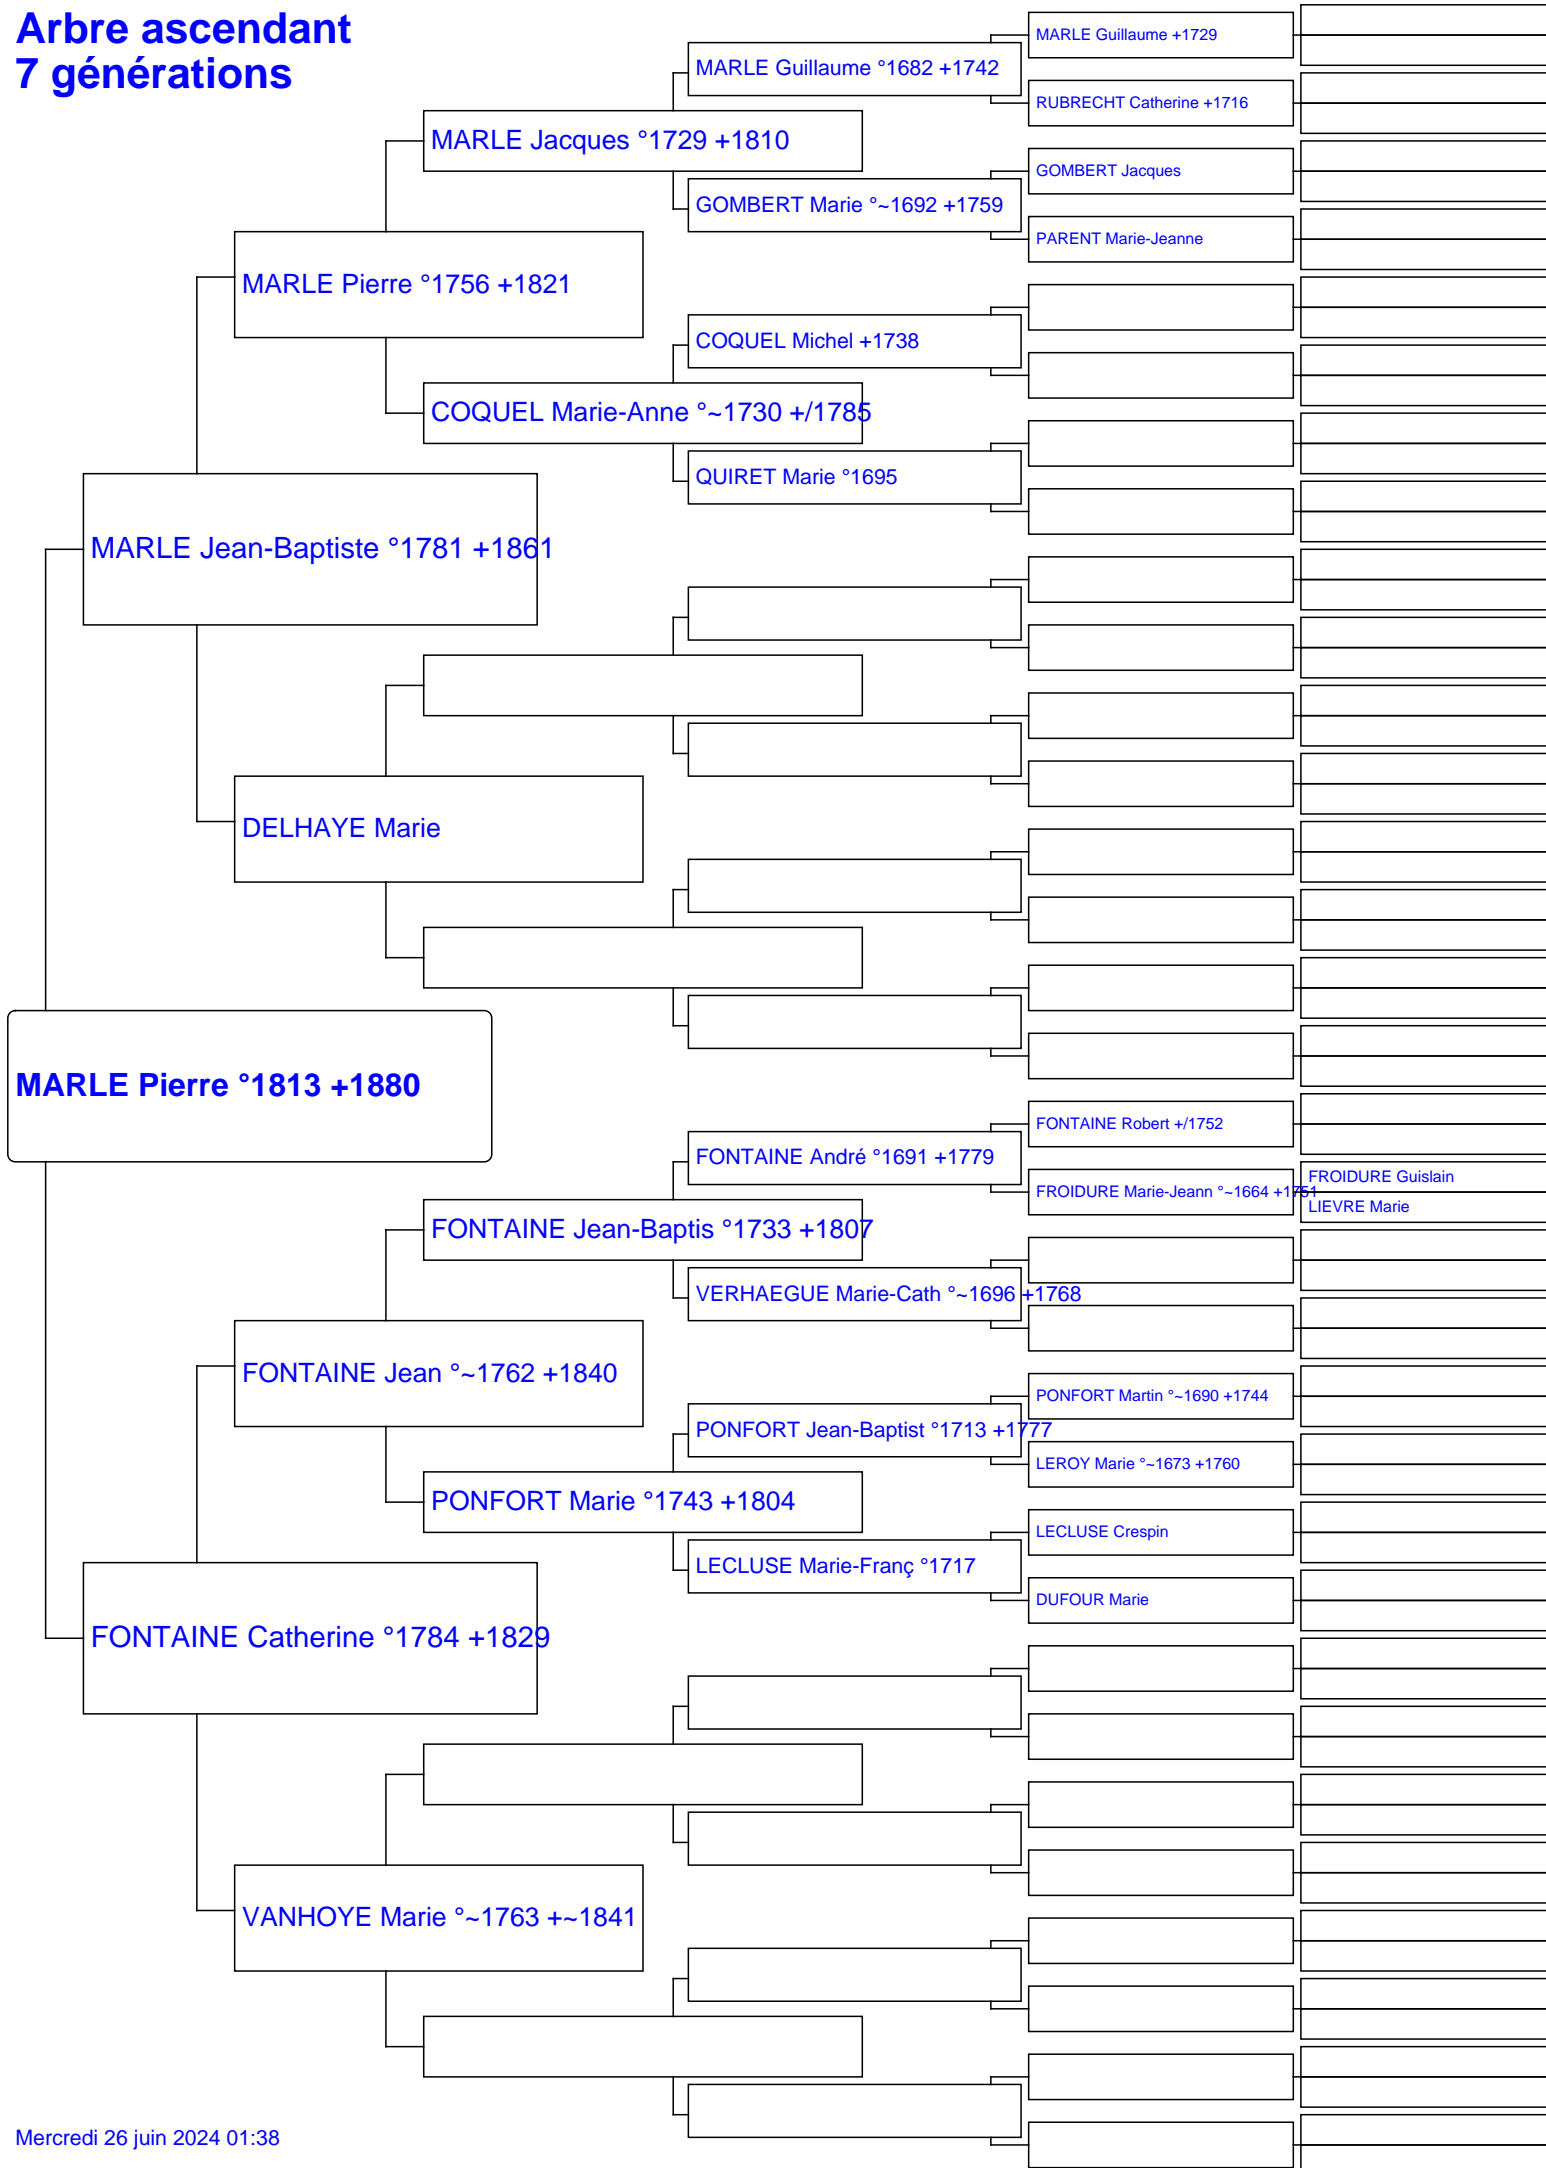 Arbre ascendant
7 générations
MARLE Guillaume +1729
MARLE Guillaume °1682 +1742
RUBRECHT Catherine +1716
MARLE Jacques °1729 +1810
GOMBERT Jacques
GOMBERT Marie °~1692 +1759
PARENT Marie-Jeanne
MARLE Pierre °1756 +1821
COQUEL Michel +1738
COQUEL Marie-Anne °~1730 +/1785
QUIRET Marie °1695
MARLE Jean-Baptiste °1781 +1861
DELHAYE Marie
MARLE Pierre °1813 +1880
FONTAINE Robert +/1752
FONTAINE André °1691 +1779
FROIDURE Guislain
FROIDURE Marie-Jeann °~1664 +1751
LIEVRE Marie
FONTAINE Jean-Baptis °1733 +1807
VERHAEGUE Marie-Cath °~1696 +1768
FONTAINE Jean °~1762 +1840
PONFORT Martin °~1690 +1744
PONFORT Jean-Baptist °1713 +1777
LEROY Marie °~1673 +1760
PONFORT Marie °1743 +1804
LECLUSE Crespin
LECLUSE Marie-Franç °1717
DUFOUR Marie
FONTAINE Catherine °1784 +1829
VANHOYE Marie °~1763 +~1841
Mercredi 26 juin 2024 01:38